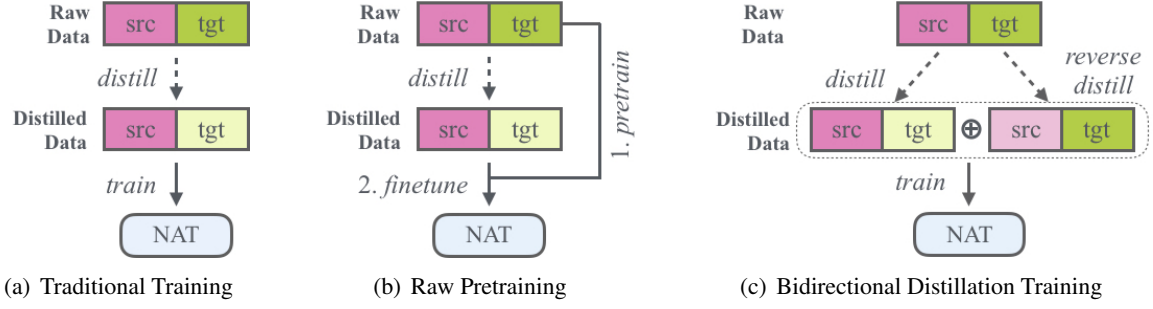 Raw Data
src tgt
distill
Distilled Data
src tgt
train
NAT
(a) Traditional Training
Raw Data
src tgt
distill
1. pretrain
Distilled Data
src tgt
2. finetune
NAT
(b) Raw Pretraining
Raw Data
src tgt
distill
reverse distill
Distilled Data
src tgt ⊕ src tgt
train
NAT
(c) Bidirectional Distillation Training